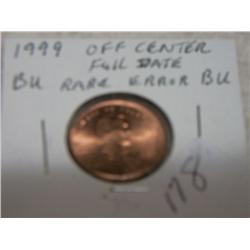 1999 OFF CENTER
FULL DATE
BU RARE ERROR BU
178